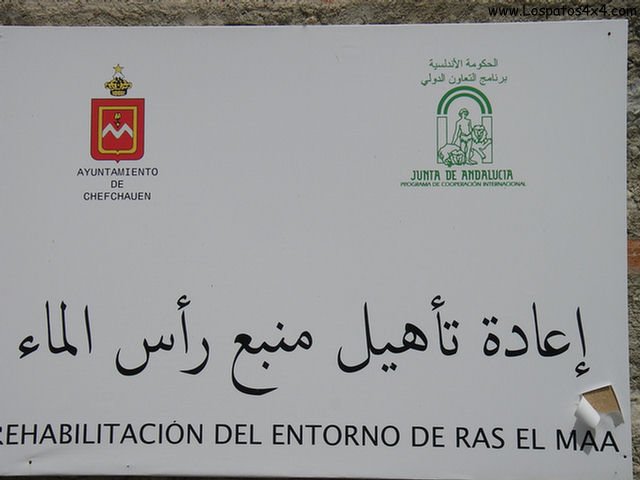 www.Lospatos4x4.com
الحكومة الأندلسية
برنامج التعاون الدولي
AYUNTAMIENTO
DE
CHEFCHAUEN
JUNTA DE ANDALUCIA
PROGRAMA DE COOPERACIÓN INTERNACIONAL
إعادة تأهيل منبع رأس الماء
REHABILITACIÓN DEL ENTORNO DE RAS EL MAA